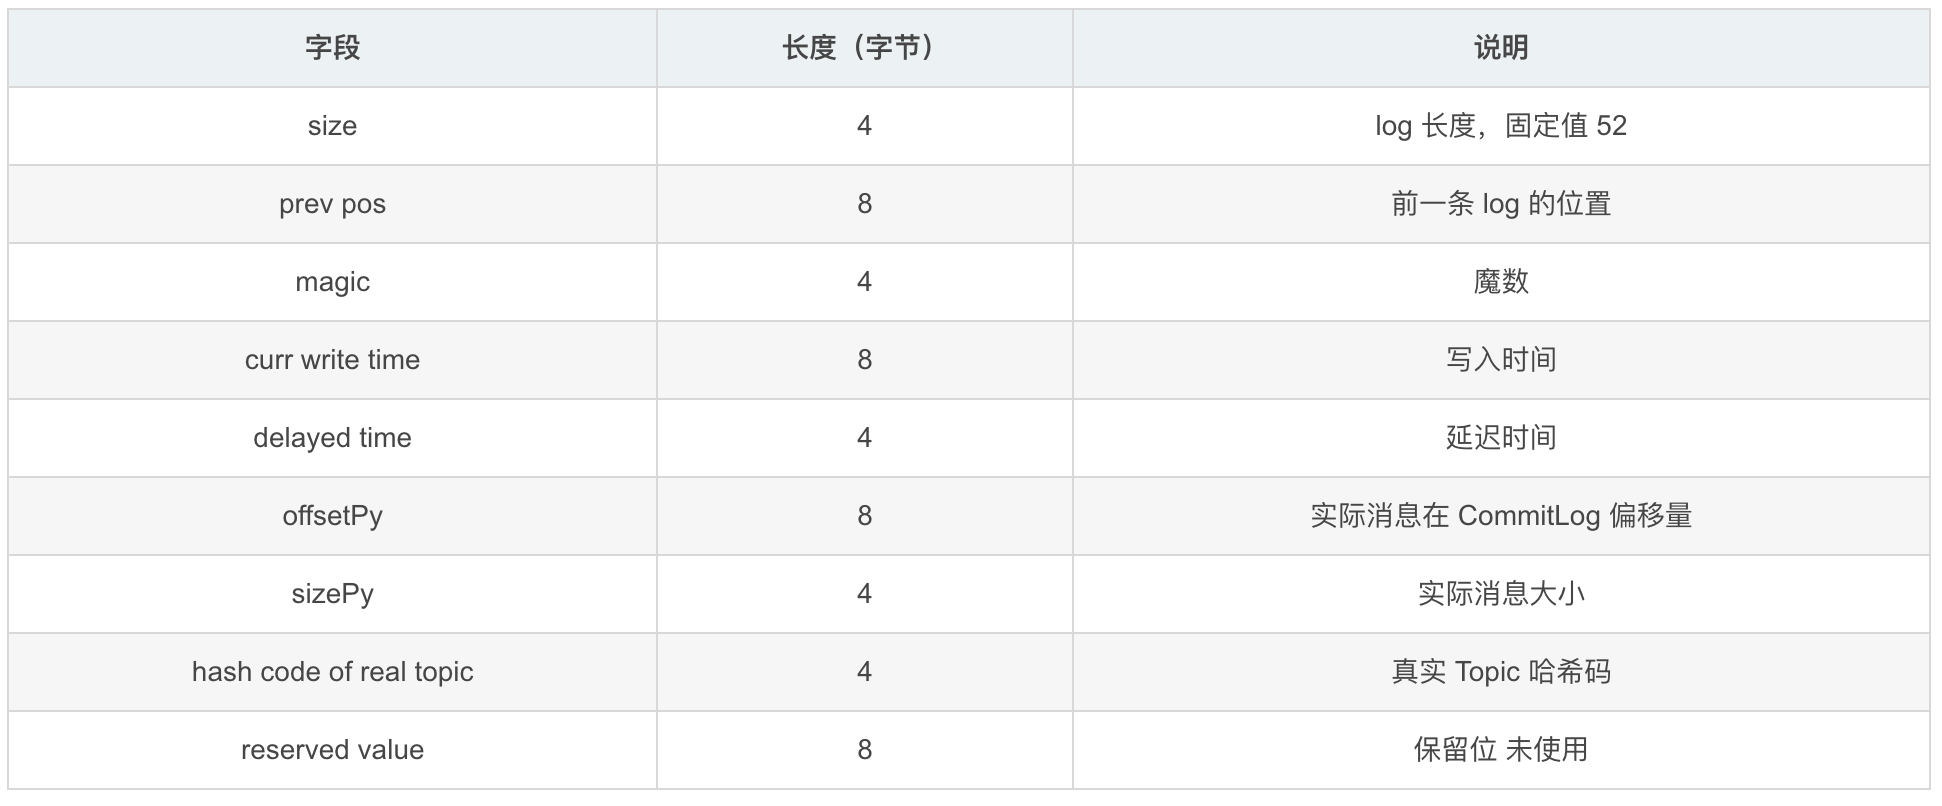 字段 长度（字节） 说明
size 4 log 长度，固定值 52
prev pos 8 前一条 log 的位置
magic 4 魔数
curr write time 8 写入时间
delayed time 4 延迟时间
offsetPy 8 实际消息在 CommitLog 偏移量
sizePy 4 实际消息大小
hash code of real topic 4 真实 Topic 哈希码
reserved value 8 保留位 未使用